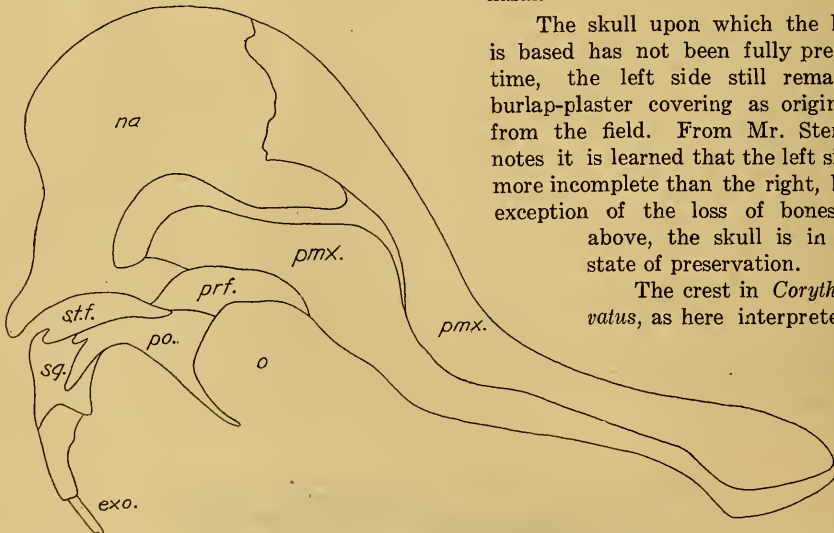 The skull upon which the
is based has not been fully pre
time, the left side still rema
burlap-plaster covering as origin
from the field. From Mr. Ster
notes it is learned that the left si
more incomplete than the right,
exception of the loss of bones
above, the skull is in
state of preservation.
The crest in Coryth
vatus, as here interprete
na
pmx.
prf.
st.f.
po.
pmx.
sq.
o
exo.